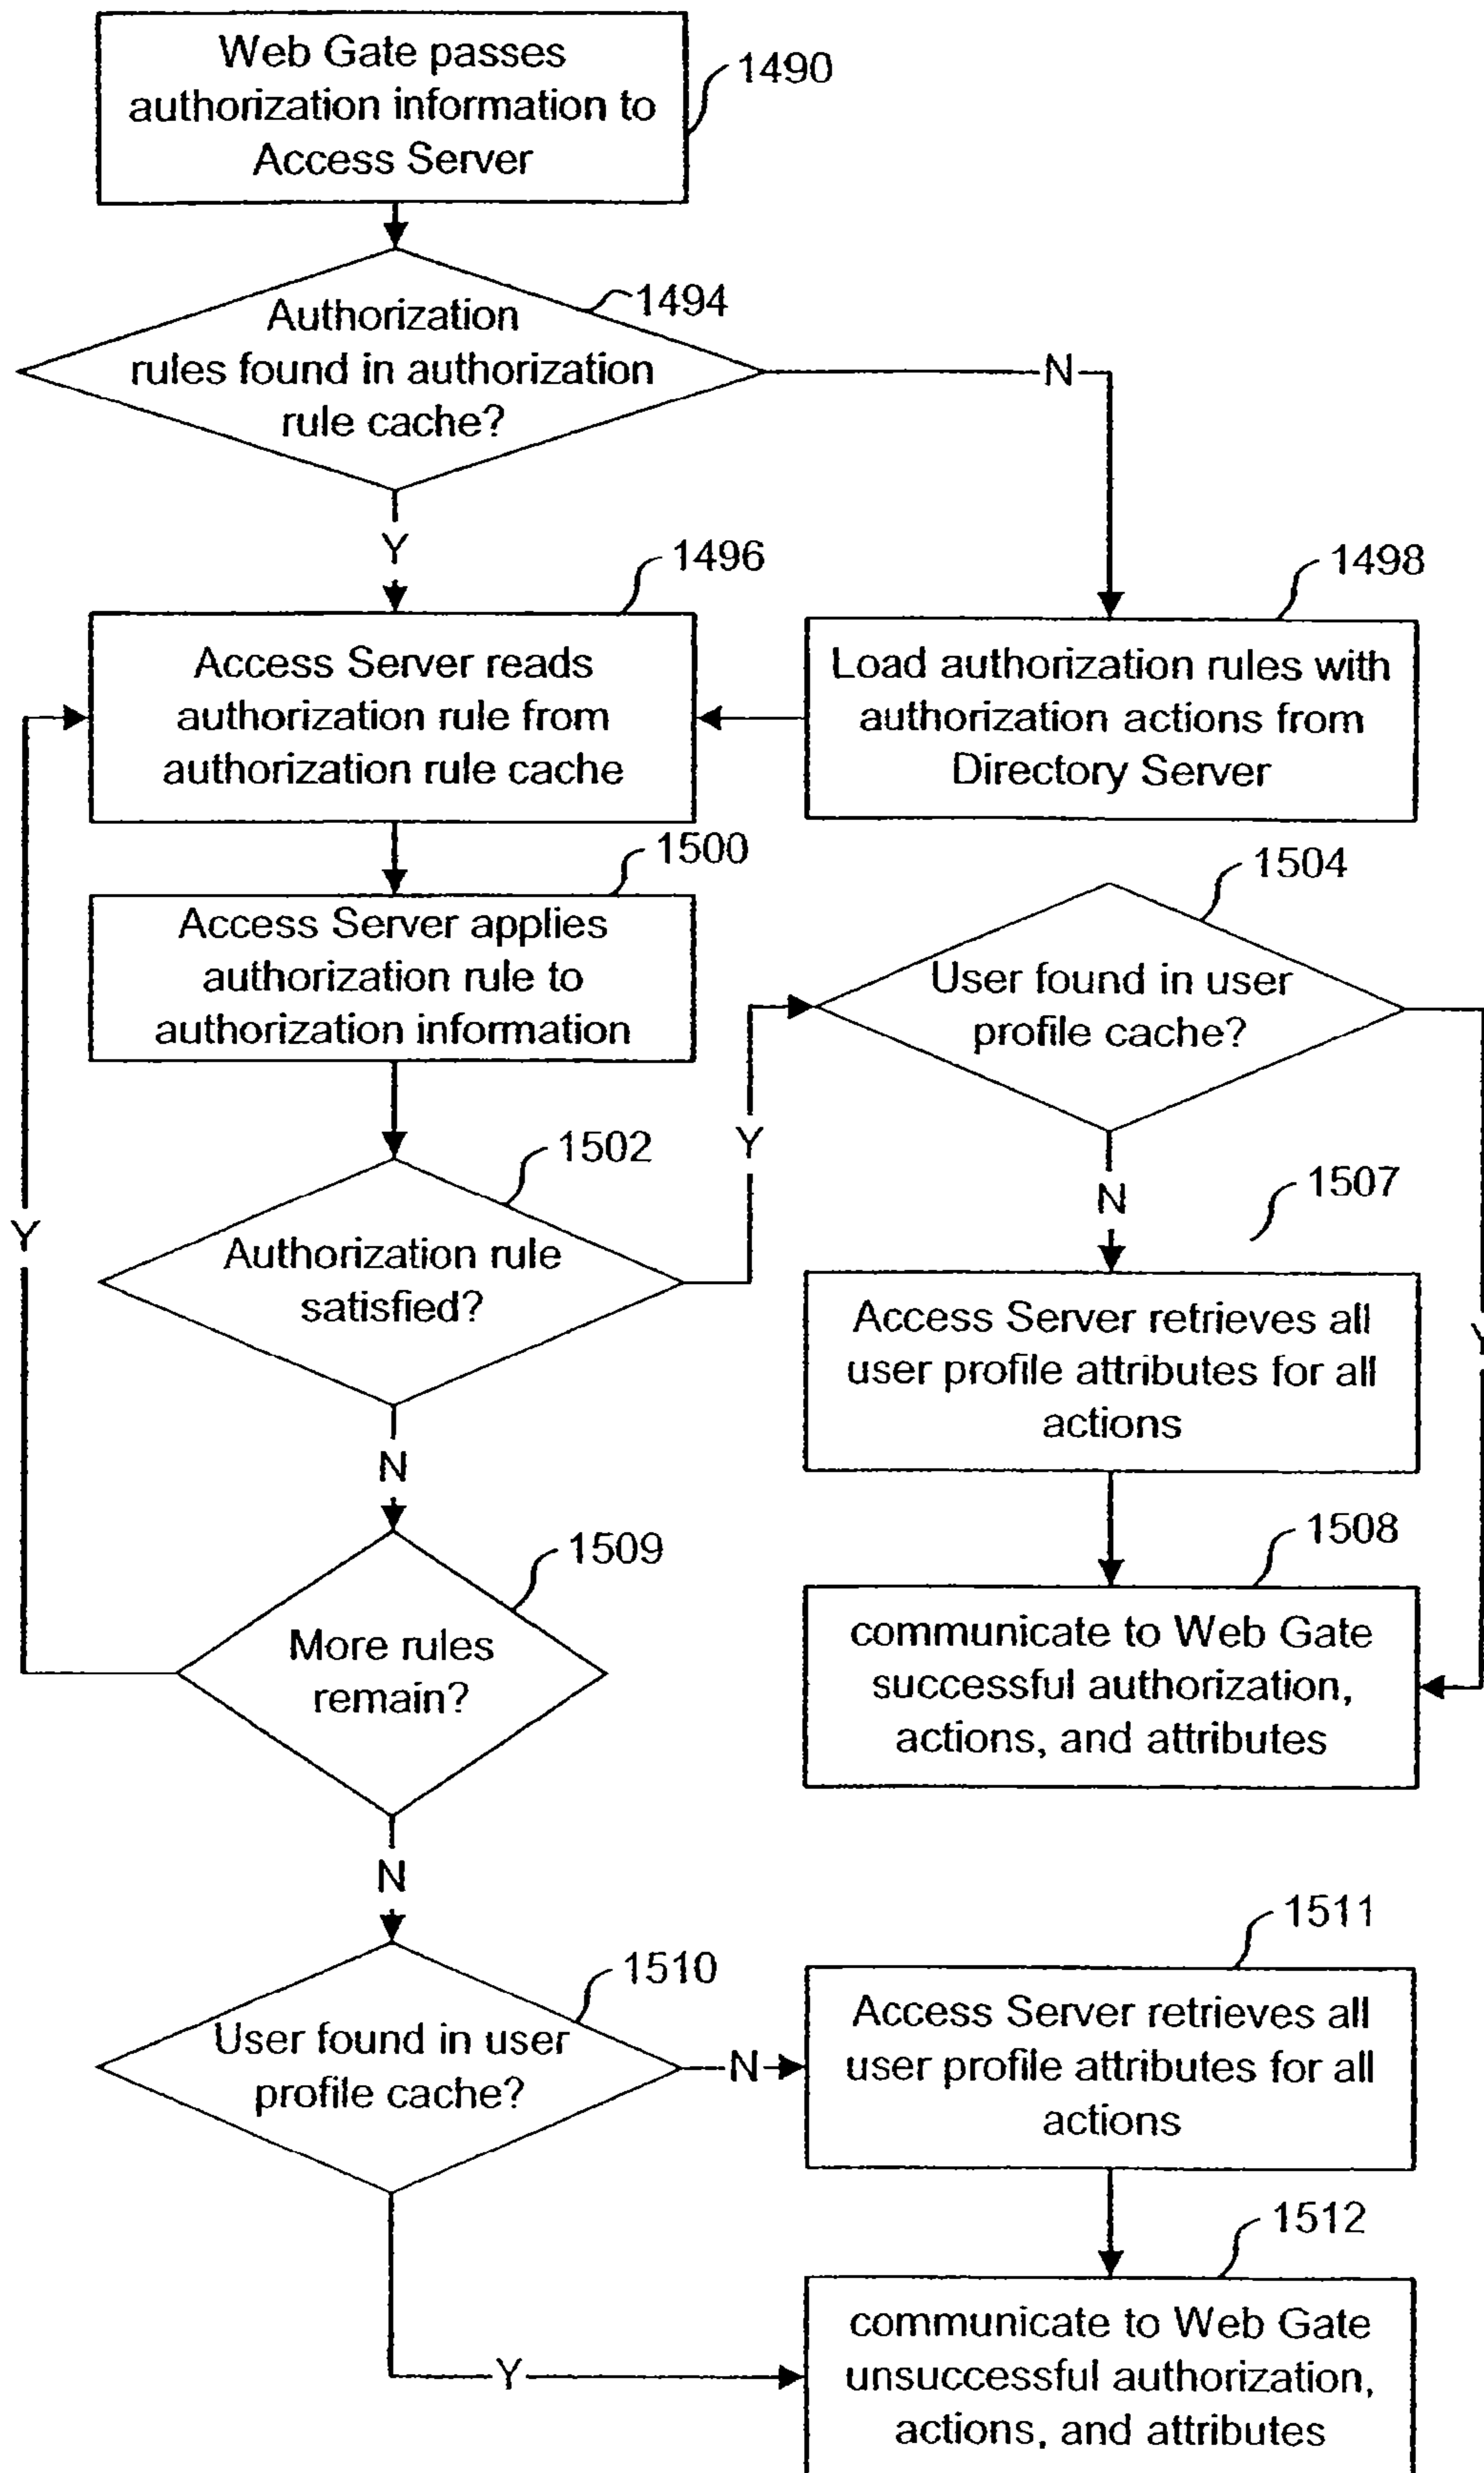 Web Gate passes
authorization information to
Access Server
1490
Authorization
rules found in authorization
rule cache?
1494
N
Y
1496
1498
Access Server reads
authorization rule from
authorization rule cache
Load authorization rules with
authorization actions from
Directory Server
1500
Access Server applies
authorization rule to
authorization information
1504
User found in user
profile cache?
Y
1502
Authorization rule
satisfied?
N
1507
Y
Access Server retrieves all
user profile attributes for all
actions
Y
N
1509
More rules
remain?
1508
communicate to Web Gate
successful authorization,
actions, and attributes
N
1510
User found in user
profile cache?
N
1511
Access Server retrieves all
user profile attributes for all
actions
1512
Y
communicate to Web Gate
unsuccessful authorization,
actions, and attributes